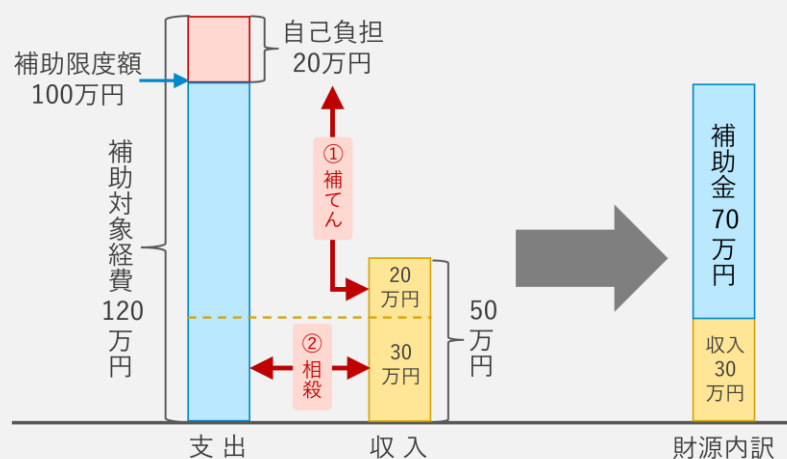 自己負担
20万円
補助限度額
100万円
補助対象経費
120
万円
①補てん
②相殺
20
万円
30
万円
50
万円
補助金
70
万円
収入
30
万円
支出
収入
財源内訳